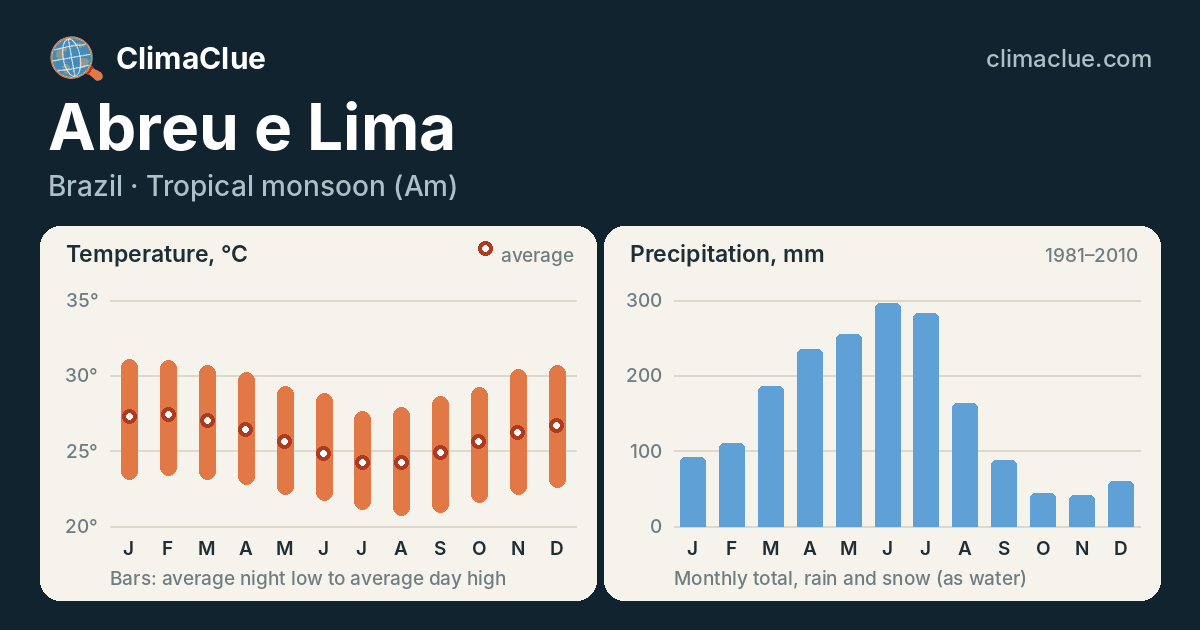 ClimaClue
climaclue.com
Abreu e Lima
Brazil · Tropical monsoon (Am)
Temperature, °C
average
35°
30°
25°
20°
J F M A M J J A S O N D
Bars: average night low to average day high
Precipitation, mm
1981–2010
300
200
100
0
J F M A M J J A S O N D
Monthly total, rain and snow (as water)